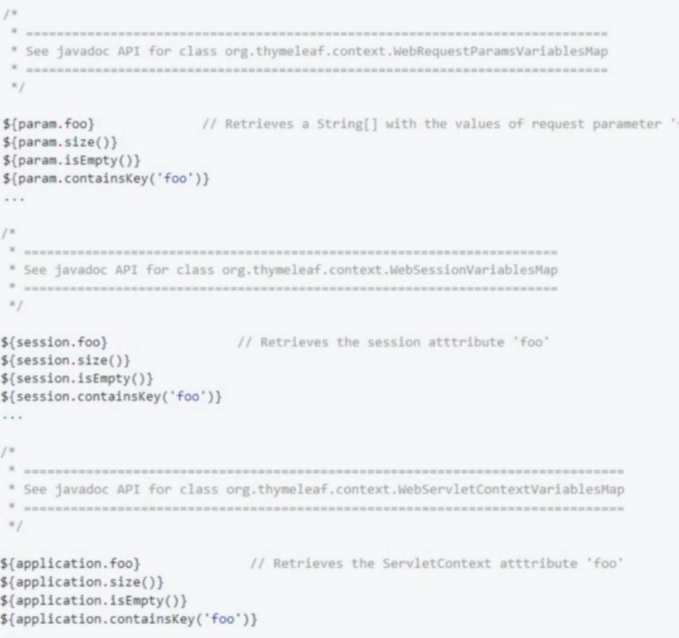 /*
 * ===========================================================================
 * See javadoc API for class org.thymeleaf.context.WebRequestParamsVariablesMap
 * ===========================================================================
 */
${param.foo}              // Retrieves a String[] with the values of request parameter '
${param.size()}
${param.isEmpty()}
${param.containsKey('foo')}
...
/*
 * ======================================================================
 * See javadoc API for class org.thymeleaf.context.WebSessionVariablesMap
 * ======================================================================
 */
${session.foo}                 // Retrieves the session atttribute 'foo'
${session.size()}
${session.isEmpty()}
${session.containsKey('foo')}
...
/*
 * =============================================================================
 * See javadoc API for class org.thymeleaf.context.WebServletContextVariablesMap
 * =============================================================================
 */
${application.foo}              // Retrieves the ServletContext atttribute 'foo'
${application.size()}
${application.isEmpty()}
${application.containsKey('foo')}